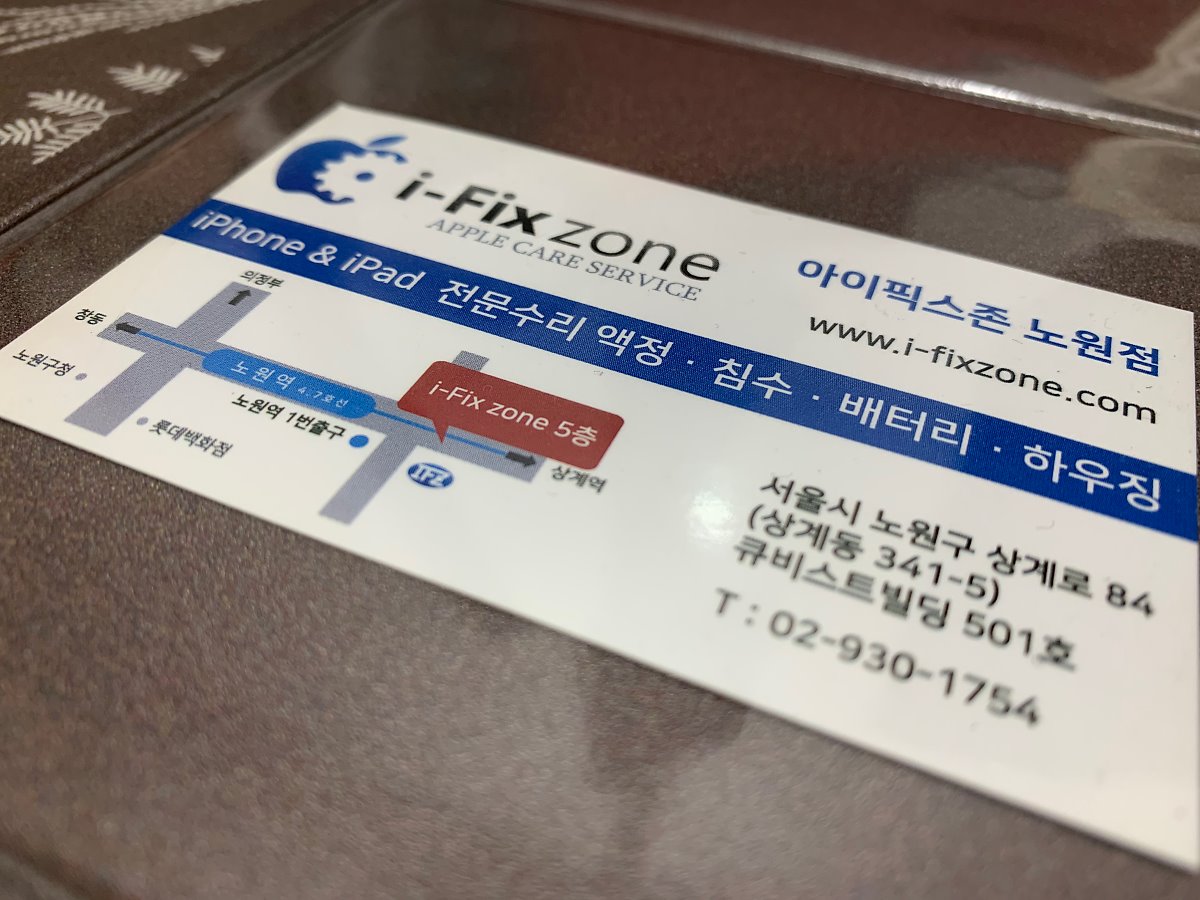 i-Fix zone
APPLE CARE SERVICE
아이픽스존 노원점
www.i-fixzone.com
iPhone & iPad 전문수리 액정 · 침수 · 배터리 · 하우징
의정부
창동
노원구청
노원역 4.7호선
노원역 1번출구
롯데백화점
i-Fix zone 5층
IFZ
상계역
서울시 노원구 상계로 84
(상계동 341-5)
큐비스트빌딩 501호
T : 02-930-1754